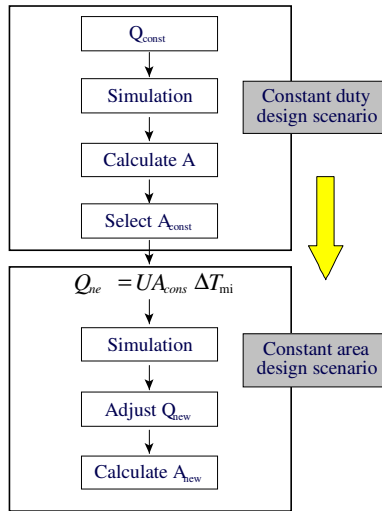 Q_const
Simulation
Constant duty
design scenario
Calculate A
Select A_const
Q_ne = UA_cons ΔT_mi
Simulation
Constant area
design scenario
Adjust Q_new
Calculate A_new